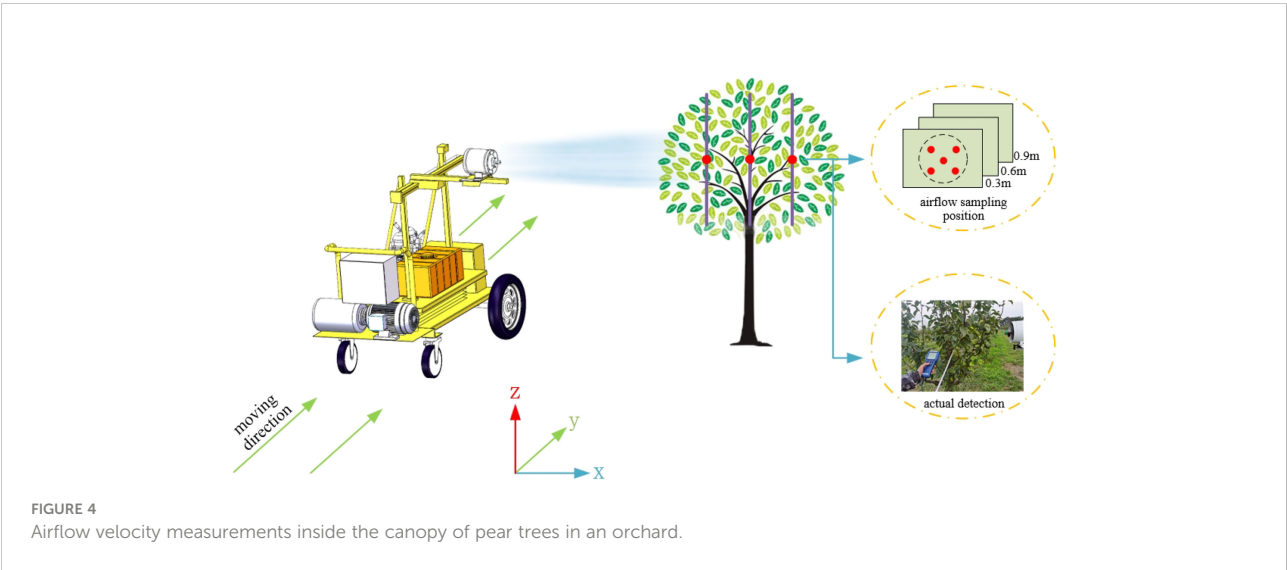 0.9m
0.6m
0.3m
airflow sampling
position
actual detection
moving
direction
z
y
x
FIGURE 4
Airflow velocity measurements inside the canopy of pear trees in an orchard.